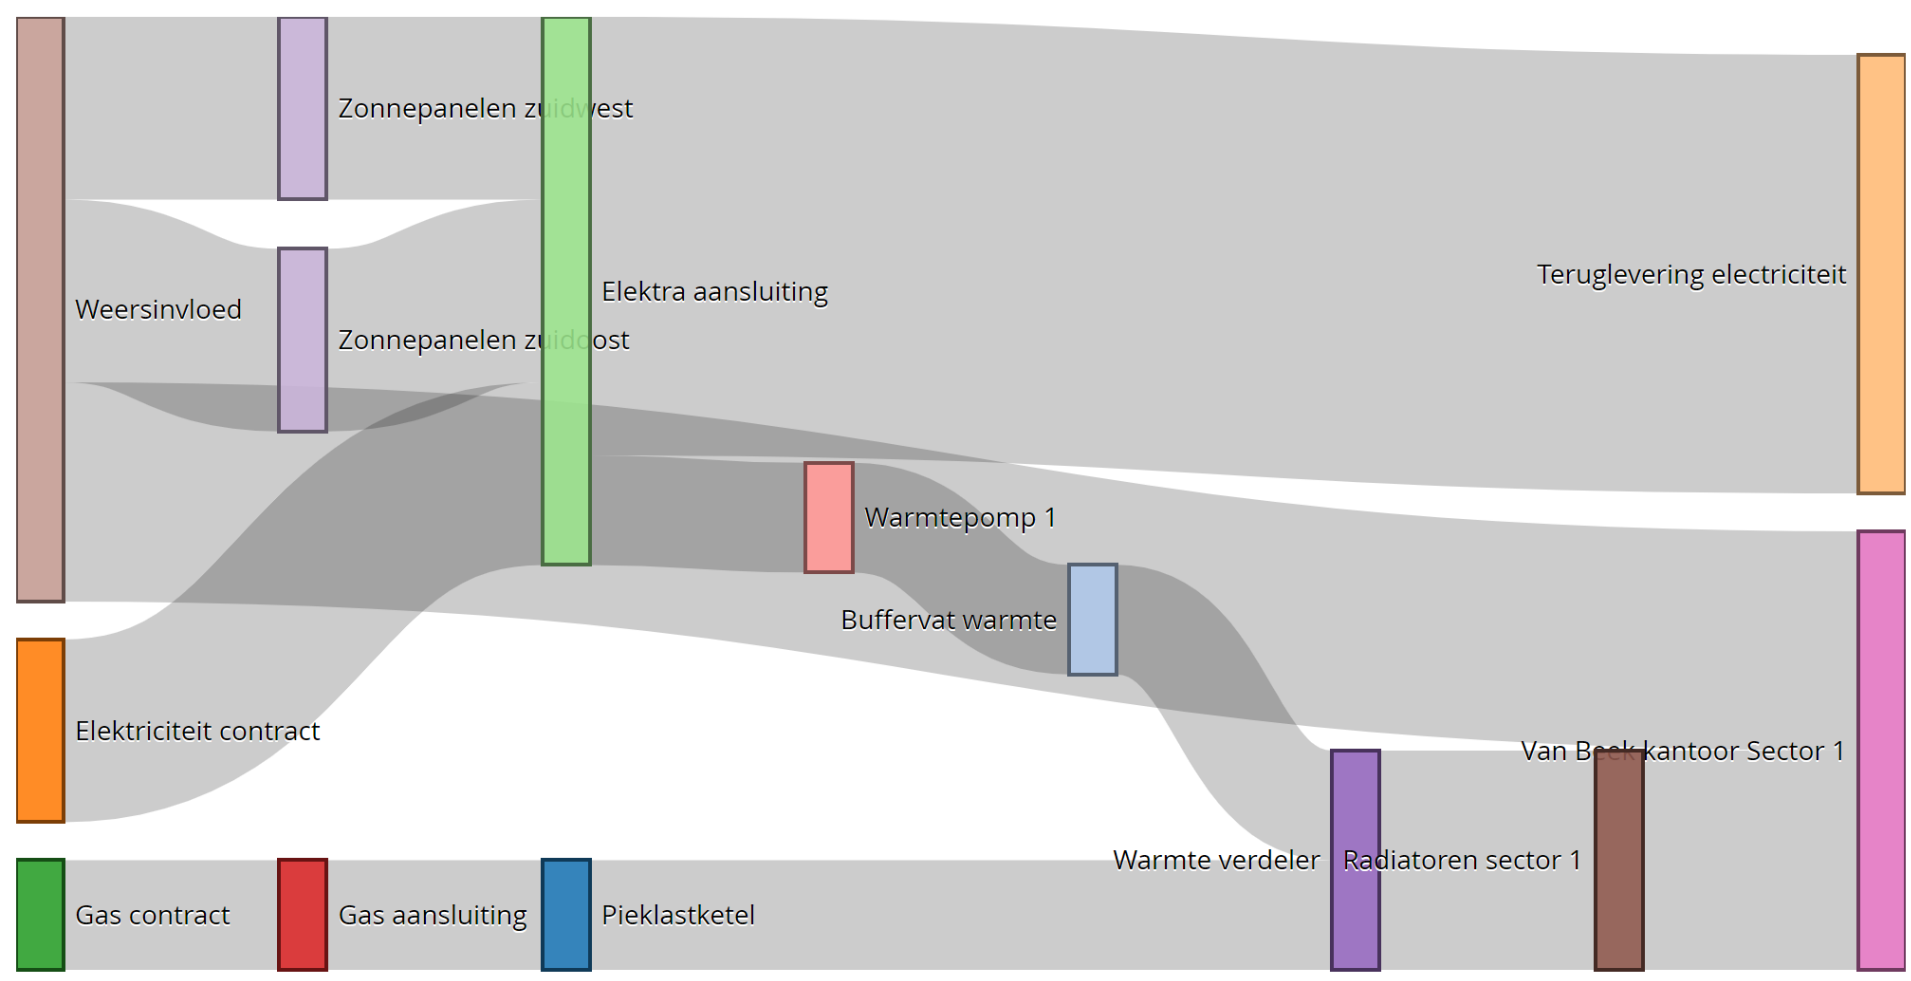 Zonnepanelen zuidwest
Teruglevering electriciteit
Elektra aansluiting
Weersinvloed
Zonnepanelen zuidoost
Warmtepomp 1
Buffervat warmte
Elektriciteit contract
Van Beek kantoor Sector 1
Warmte verdeler
Radiatoren sector 1
Gas contract
Gas aansluiting
Pieklastketel